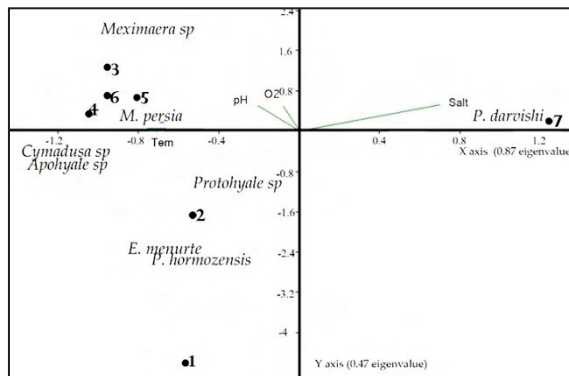 2.4
Meximaera sp
1.6
3
6 5
0.8
4
pH O2 Salt
M. persia P. darvishi 7
-1.2 -0.8 Tem -0.4 0.4 0.8 1.2
X axis (0.87 eigenvalue
Cymadusa sp
Apohyale sp
-0.8
Protohyale sp
-1.6
2
E. menurte
-2.4
P. hormozensis
-3.2
-4
1
Y axis (0.47 eigenvalue)